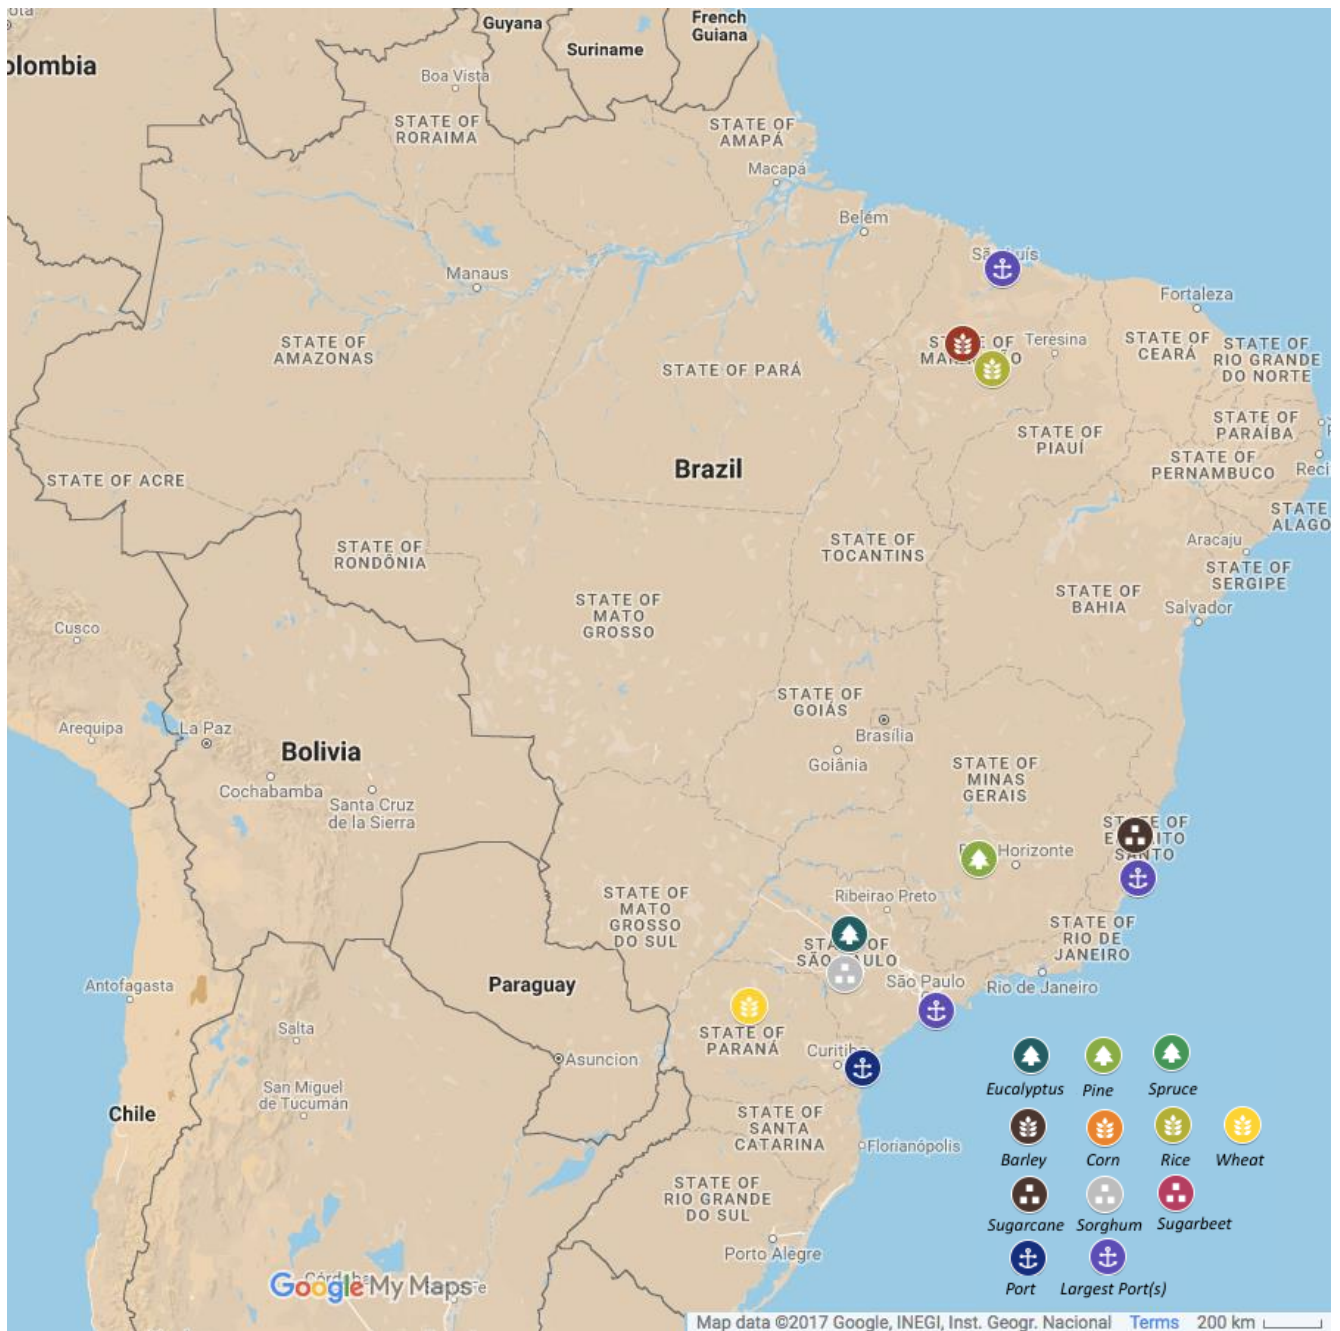 Guyana
French
Guiana
Suriname
olombia
Boa Vista
STATE OF
RORAIMA
STATE OF
AMAPÁ
Macapá
Belém
Manaus
Fortaleza
STATE OF
AMAZONAS
STATE OF PARÁ
Teresina
STATE OF
CEARÁ
STATE OF
RIO GRANDE
DO NORTE
STATE OF
PARAÍBA
STATE OF
PIAUÍ
STATE OF
PERNAMBUCO
Reci
Brazil
STATE OF ACRE
STATE
ALAGO
STATE OF
RONDÔNIA
STATE OF
TOCANTINS
Aracaju
STATE OF
SERGIPE
STATE OF
MATO
GROSSO
STATE OF
BAHIA
Salvador
Cusco
STATE OF
GOIÁS
Brasília
Goiânia
Arequipa
La Paz
Bolivia
Cochabamba
Santa Cruz
de la Sierra
STATE OF
MINAS
GERAIS
Horizonte
SANTO
STATE OF
MATO
GROSSO
DO SUL
Ribeirao Preto
STATE OF
RIO DE
JANEIRO
São Paulo
Rio de Janeiro
Antofagasta
Paraguay
Salta
STATE OF
PARANÁ
Curitiba
Asuncion
San Miguel
de Tucumán
Chile
STATE OF
SANTA
CATARINA
Florianópolis
STATE OF
RIO GRANDE
DO SUL
Porto Alegre
Eucalyptus Pine Spruce
Barley Corn Rice Wheat
Sugarcane Sorghum Sugarbeet
Port Largest Port(s)
Google My Maps
Map data ©2017 Google, INEGI, Inst. Geogr. Nacional Terms 200 km